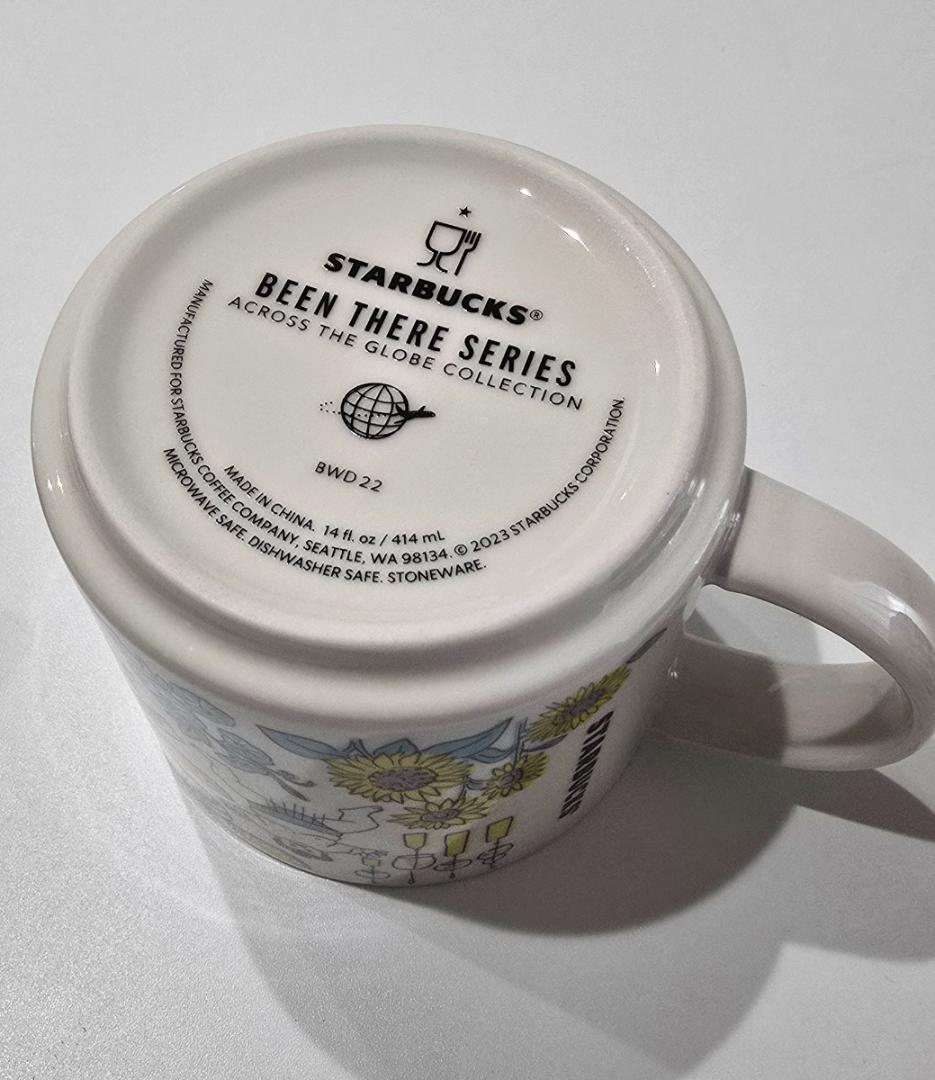 STARBUCKS®
BEEN THERE SERIES
ACROSS THE GLOBE COLLECTION
BWD 22
MADE IN CHINA. 14 fl. oz / 414 mL
MANUFACTURED FOR STARBUCKS COFFEE COMPANY, SEATTLE, WA 98134. © 2023 STARBUCKS CORPORATION.
MICROWAVE SAFE. DISHWASHER SAFE. STONEWARE.
STARBUCKS